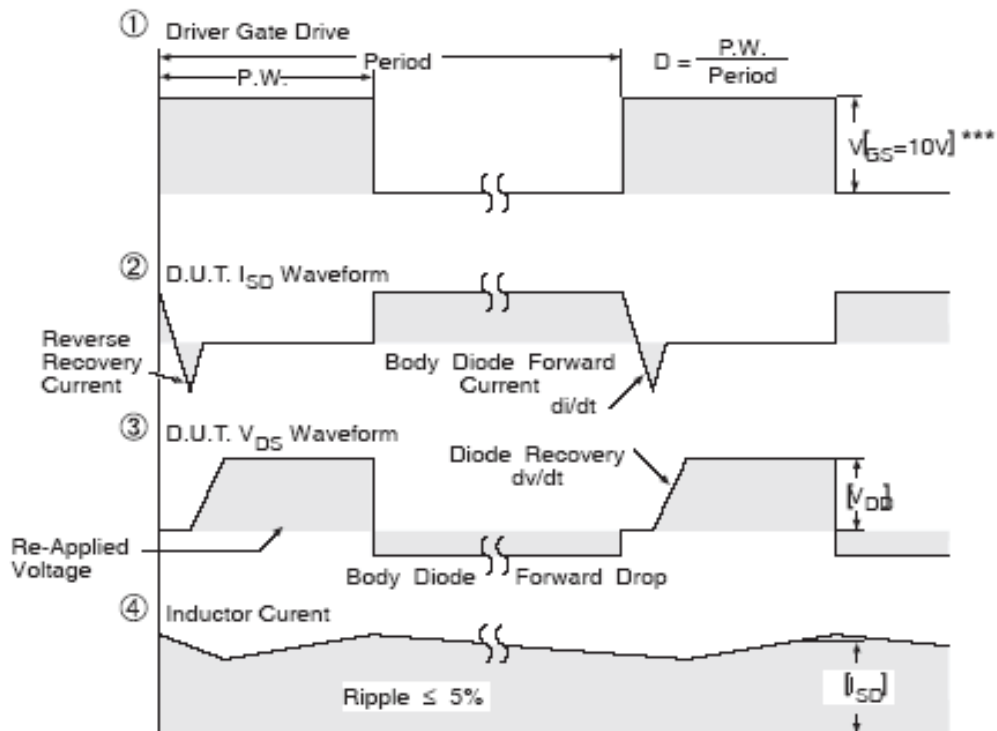 ① Driver Gate Drive
Period
P.W.
D = P.W. / Period
V[GS=10V] ***
② D.U.T. ISD Waveform
Reverse
Recovery
Current
Body Diode Forward
Current
di/dt
③ D.U.T. VDS Waveform
Diode Recovery
dv/dt
[VDD]
Re-Applied
Voltage
Body Diode Forward Drop
④ Inductor Curent
Ripple ≤ 5%
[ISD]